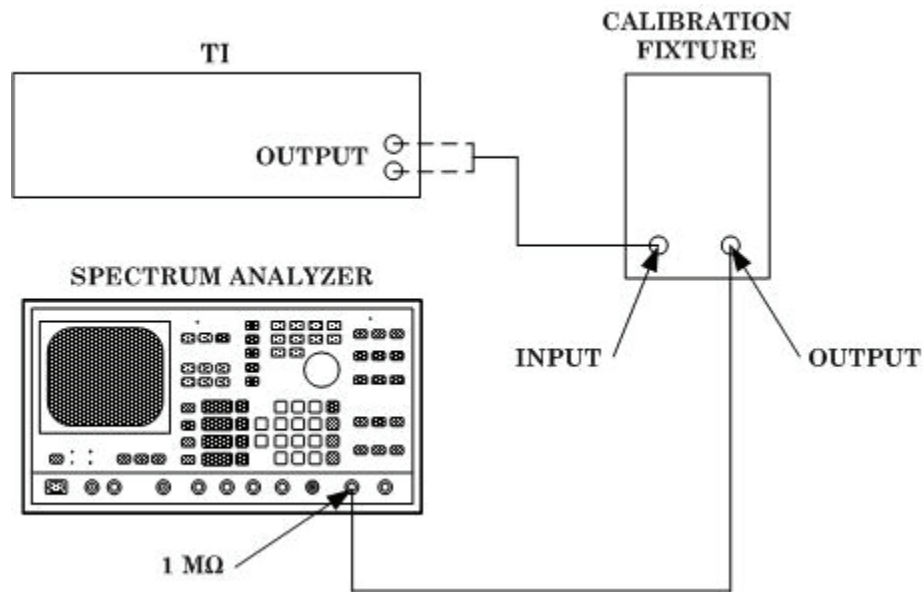 CALIBRATION
FIXTURE
TI
OUTPUT
SPECTRUM ANALYZER
INPUT
OUTPUT
1 MΩ